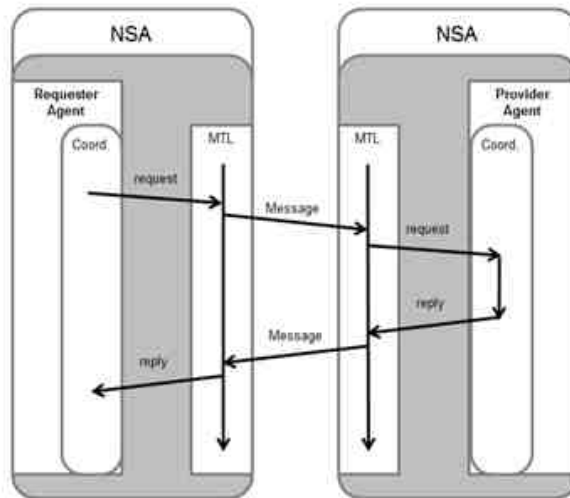 NSA
NSA
Requester
Agent
Provider
Agent
Coord.
MTL
MTL
Coord.
request
Message
request
reply
Message
reply